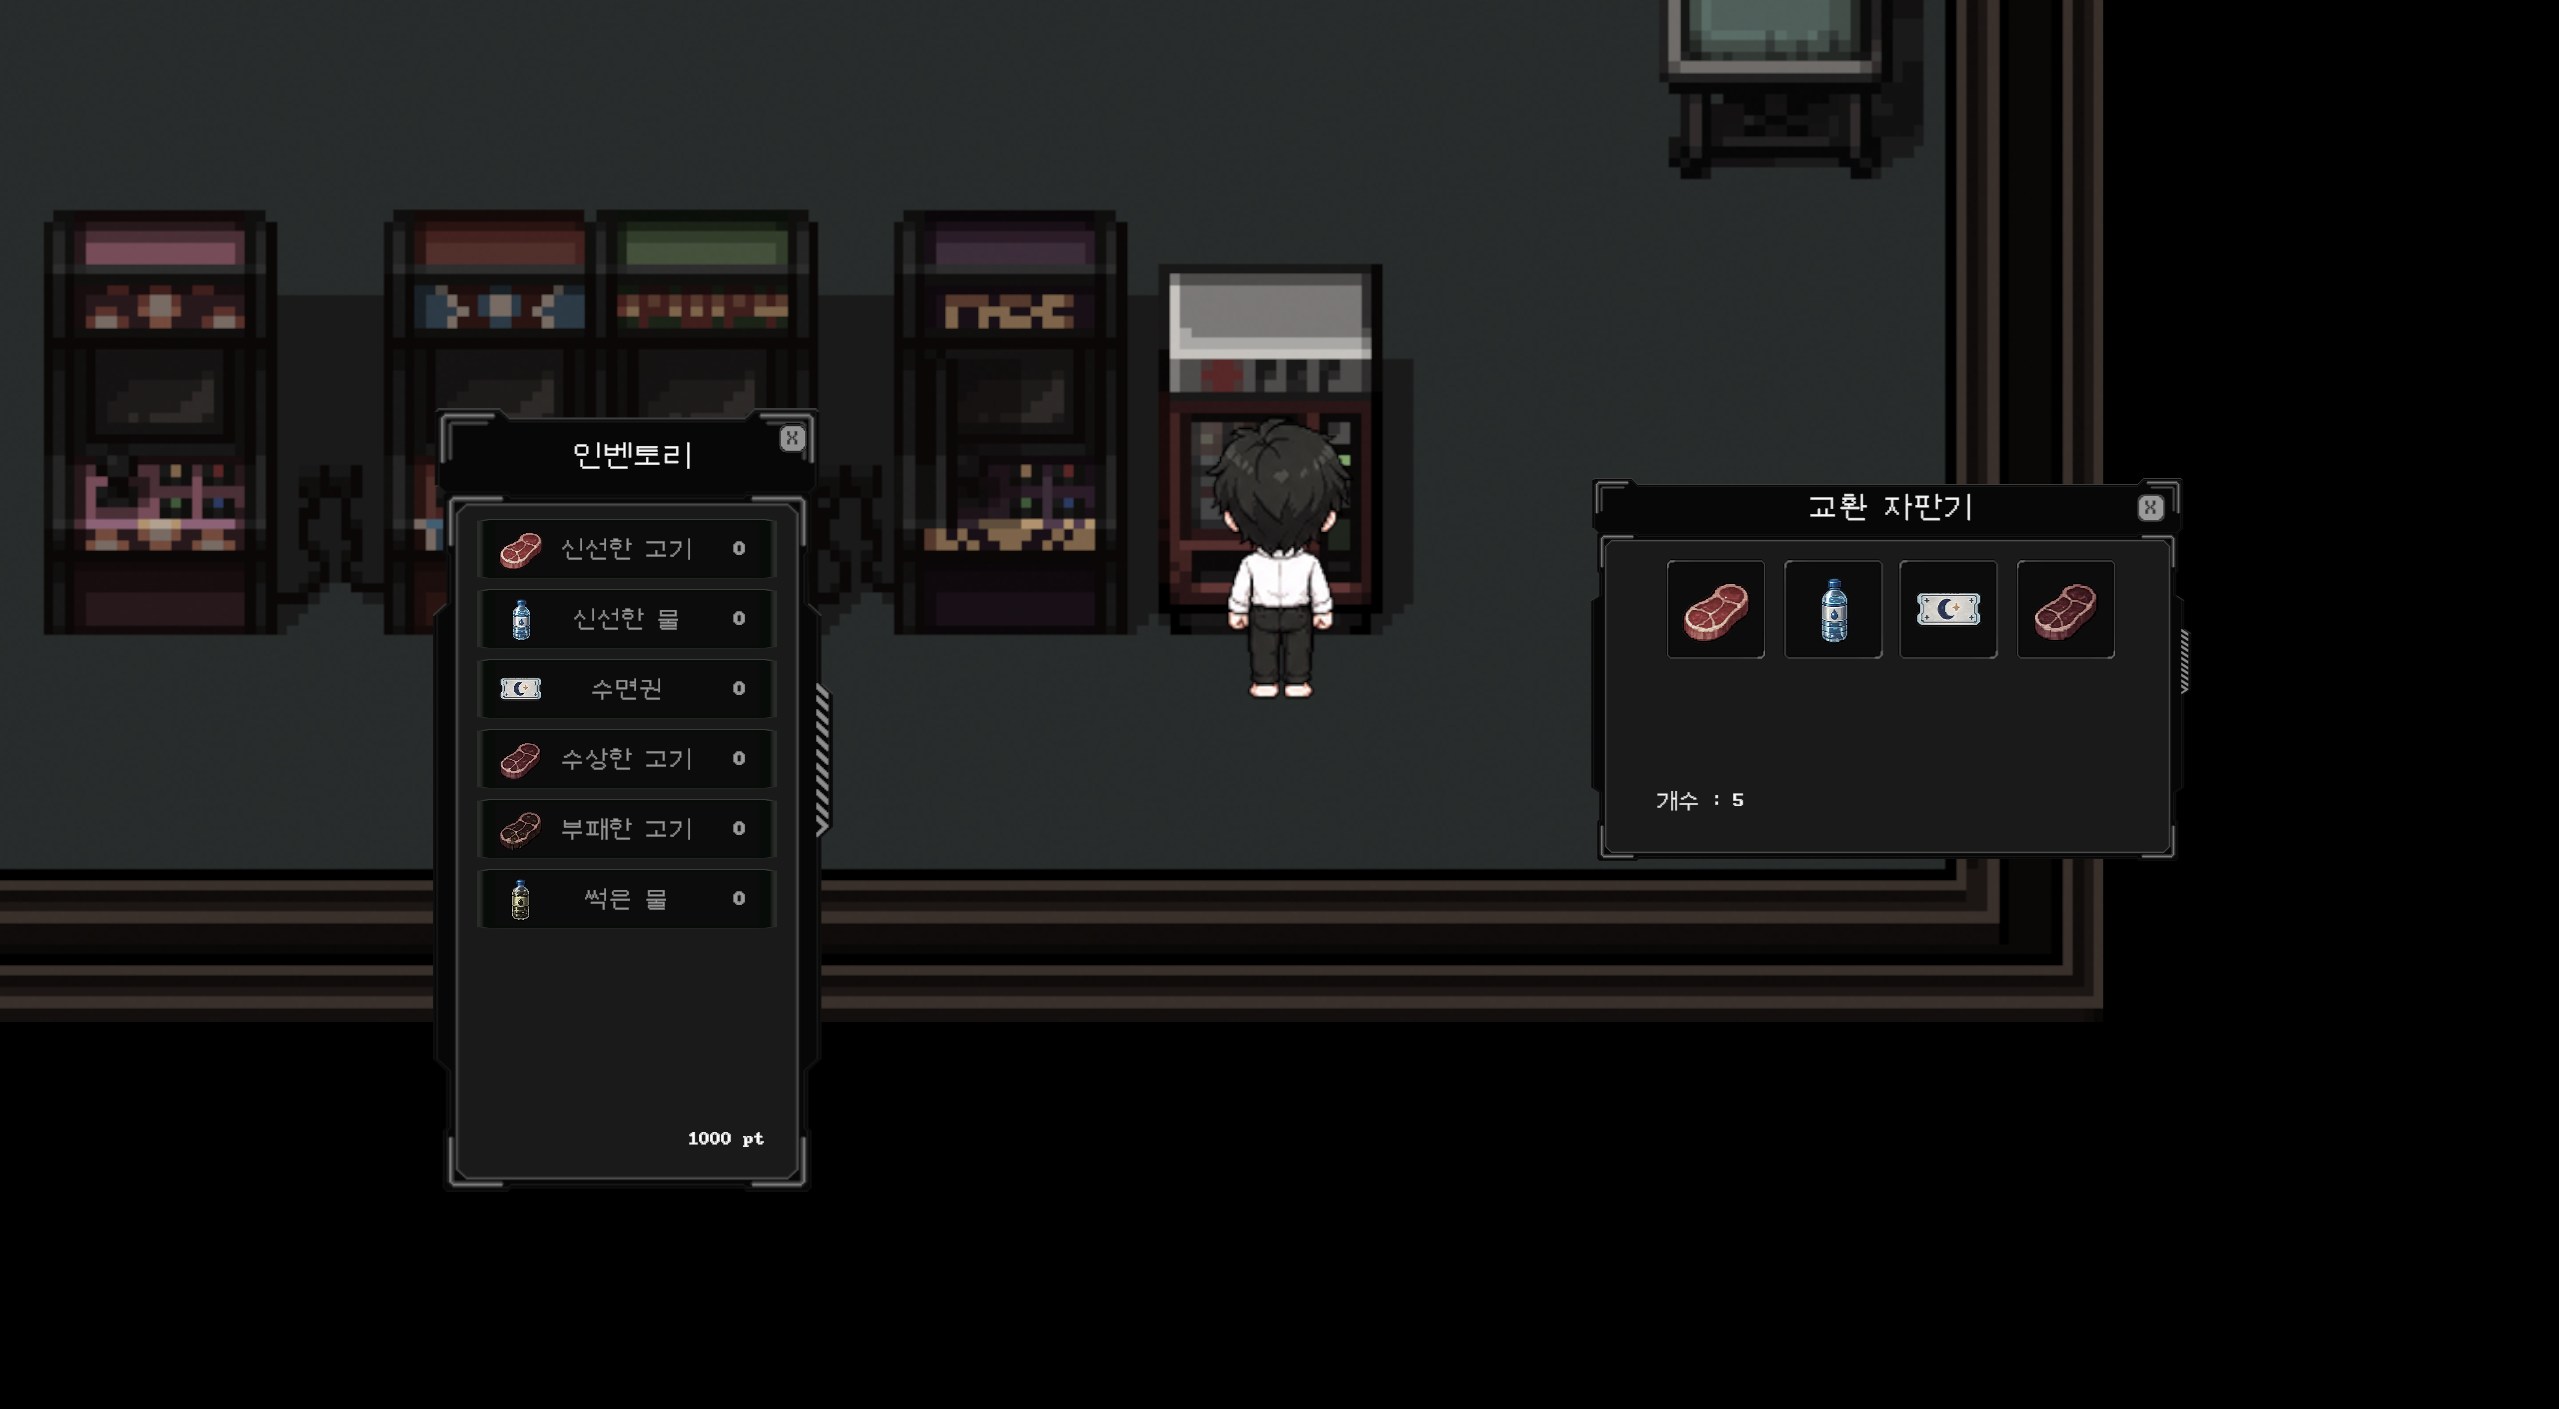 인벤토리
X
신선한 고기 0
신선한 물 0
수면권 0
수상한 고기 0
부패한 고기 0
썩은 물 0
1000 pt
교환 자판기
X
개수 : 5